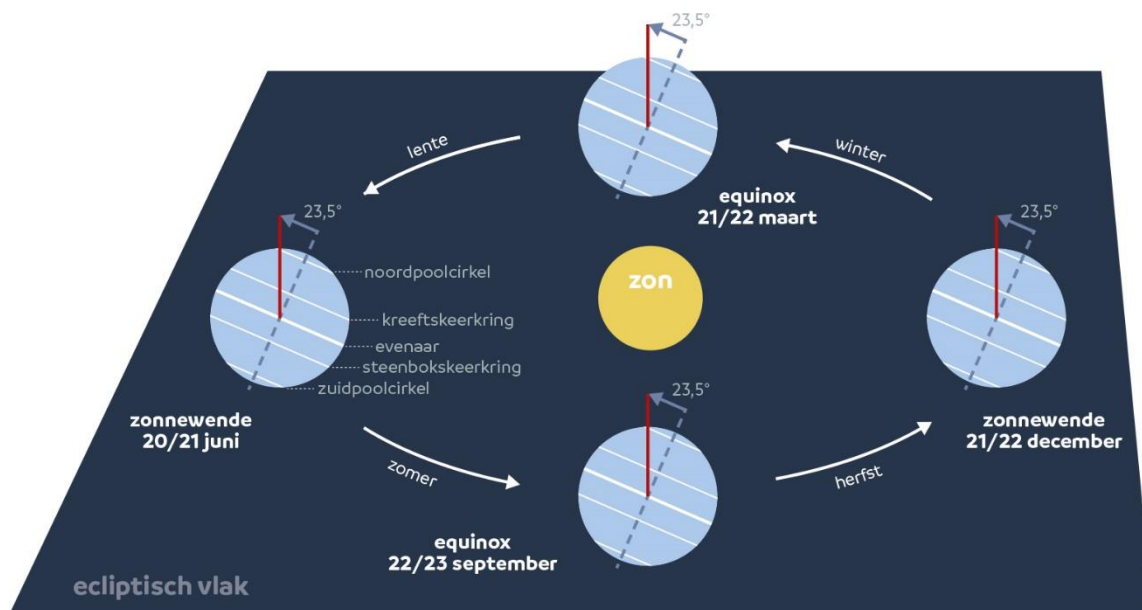 23,5°
equinox
21/22 maart
lente
winter
23,5°
noordpoolcirkel
kreeftskeerkring
evenaar
steenbokskeerkring
zuidpoolcirkel
zonnewende
20/21 juni
zon
23,5°
zonnewende
21/22 december
zomer
herfst
23,5°
equinox
22/23 september
ecliptisch vlak